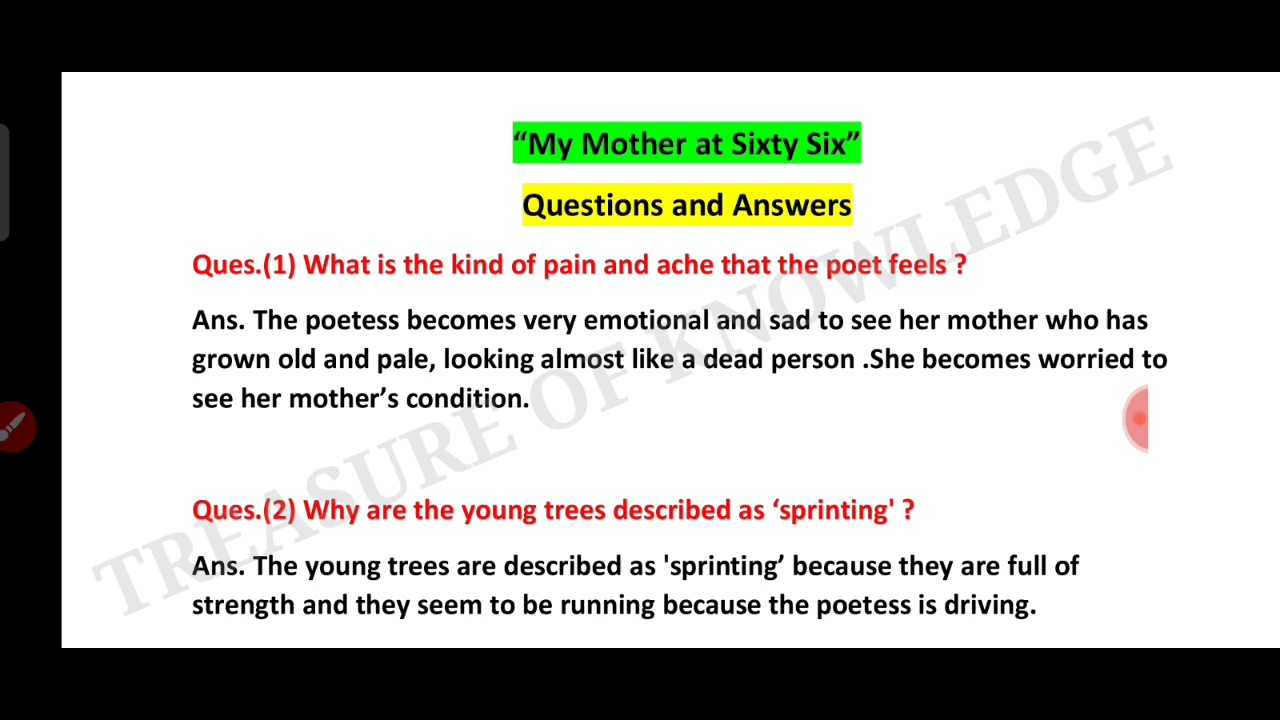 “My Mother at Sixty Six”
Questions and Answers
Ques.(1) What is the kind of pain and ache that the poet feels ?
Ans. The poetess becomes very emotional and sad to see her mother who has
grown old and pale, looking almost like a dead person .She becomes worried to
see her mother’s condition.
Ques.(2) Why are the young trees described as ‘sprinting' ?
Ans. The young trees are described as 'sprinting’ because they are full of
strength and they seem to be running because the poetess is driving.
TREASURE OF KNOWLEDGE